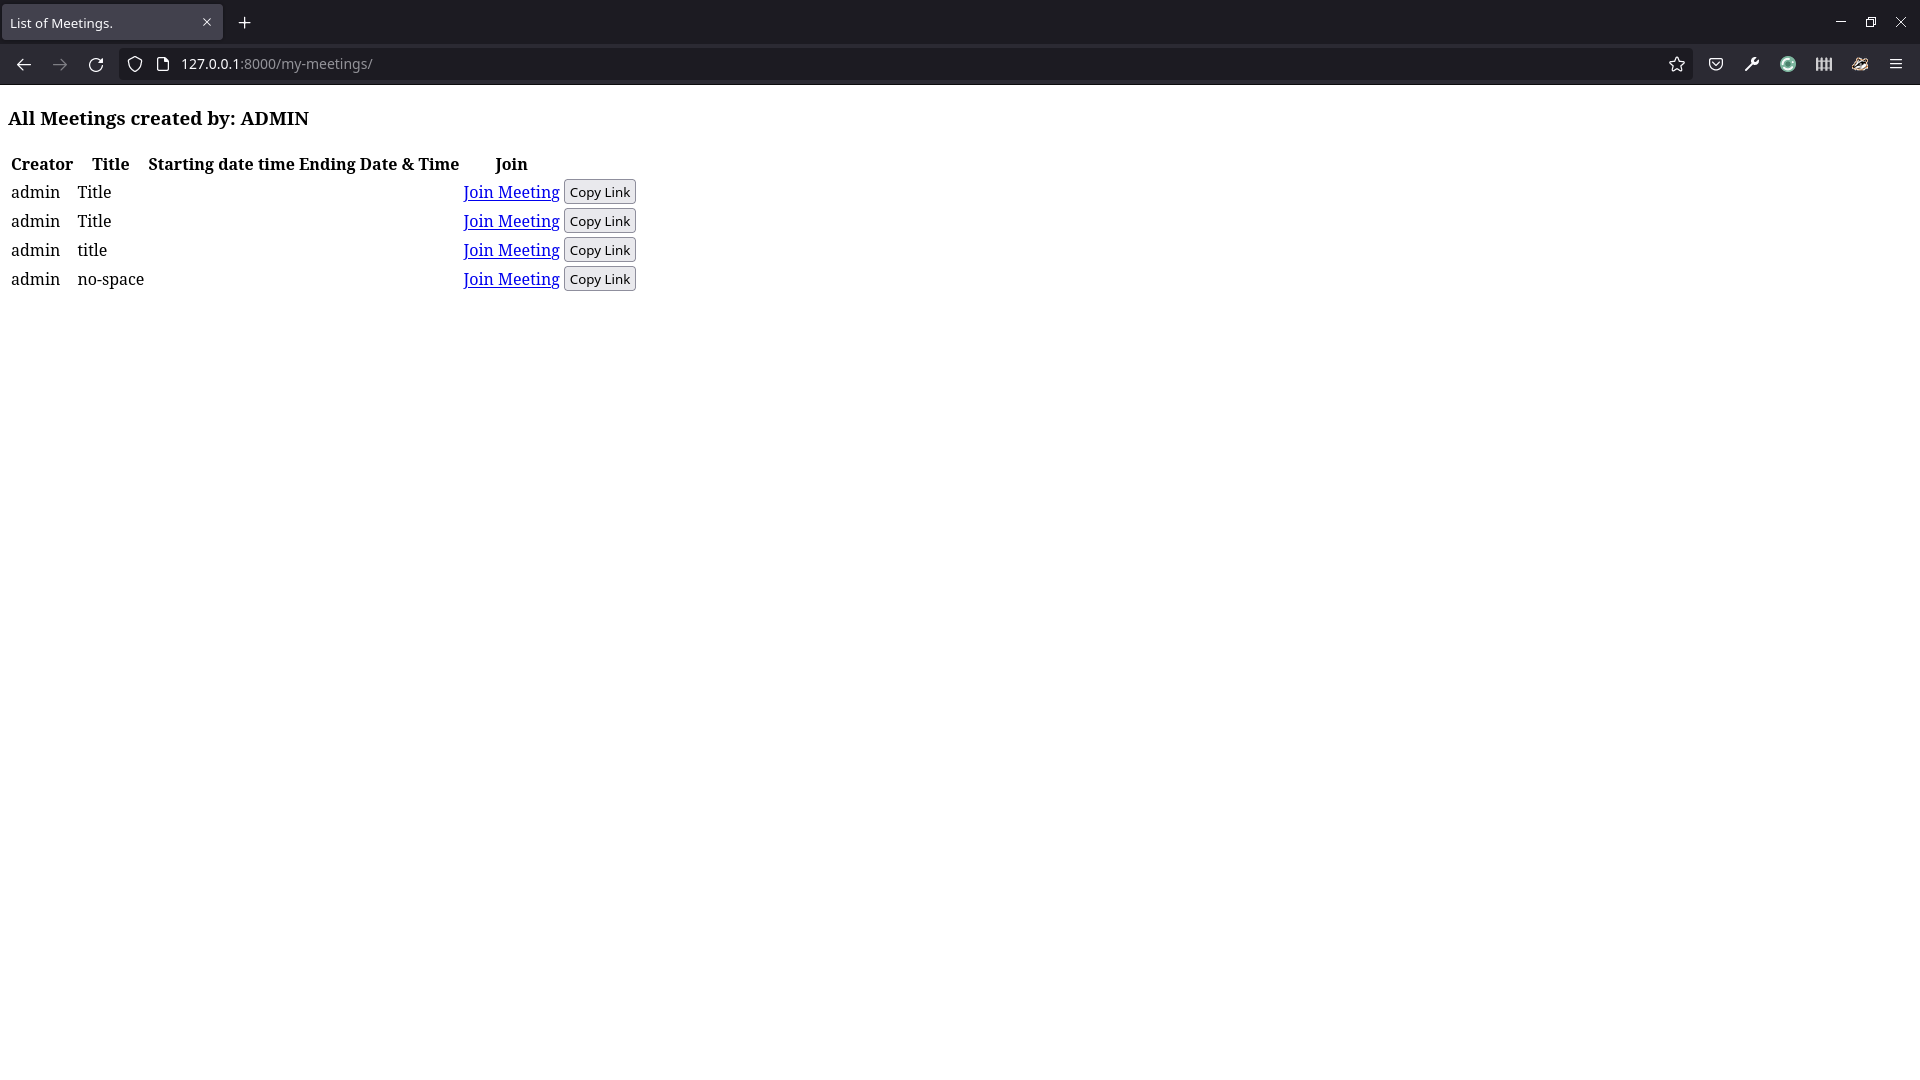 List of Meetings.
127.0.0.1:8000/my-meetings/
All Meetings created by: ADMIN
Creator Title Starting date time Ending Date & Time Join
admin Title Join Meeting Copy Link
admin Title Join Meeting Copy Link
admin title Join Meeting Copy Link
admin no-space Join Meeting Copy Link